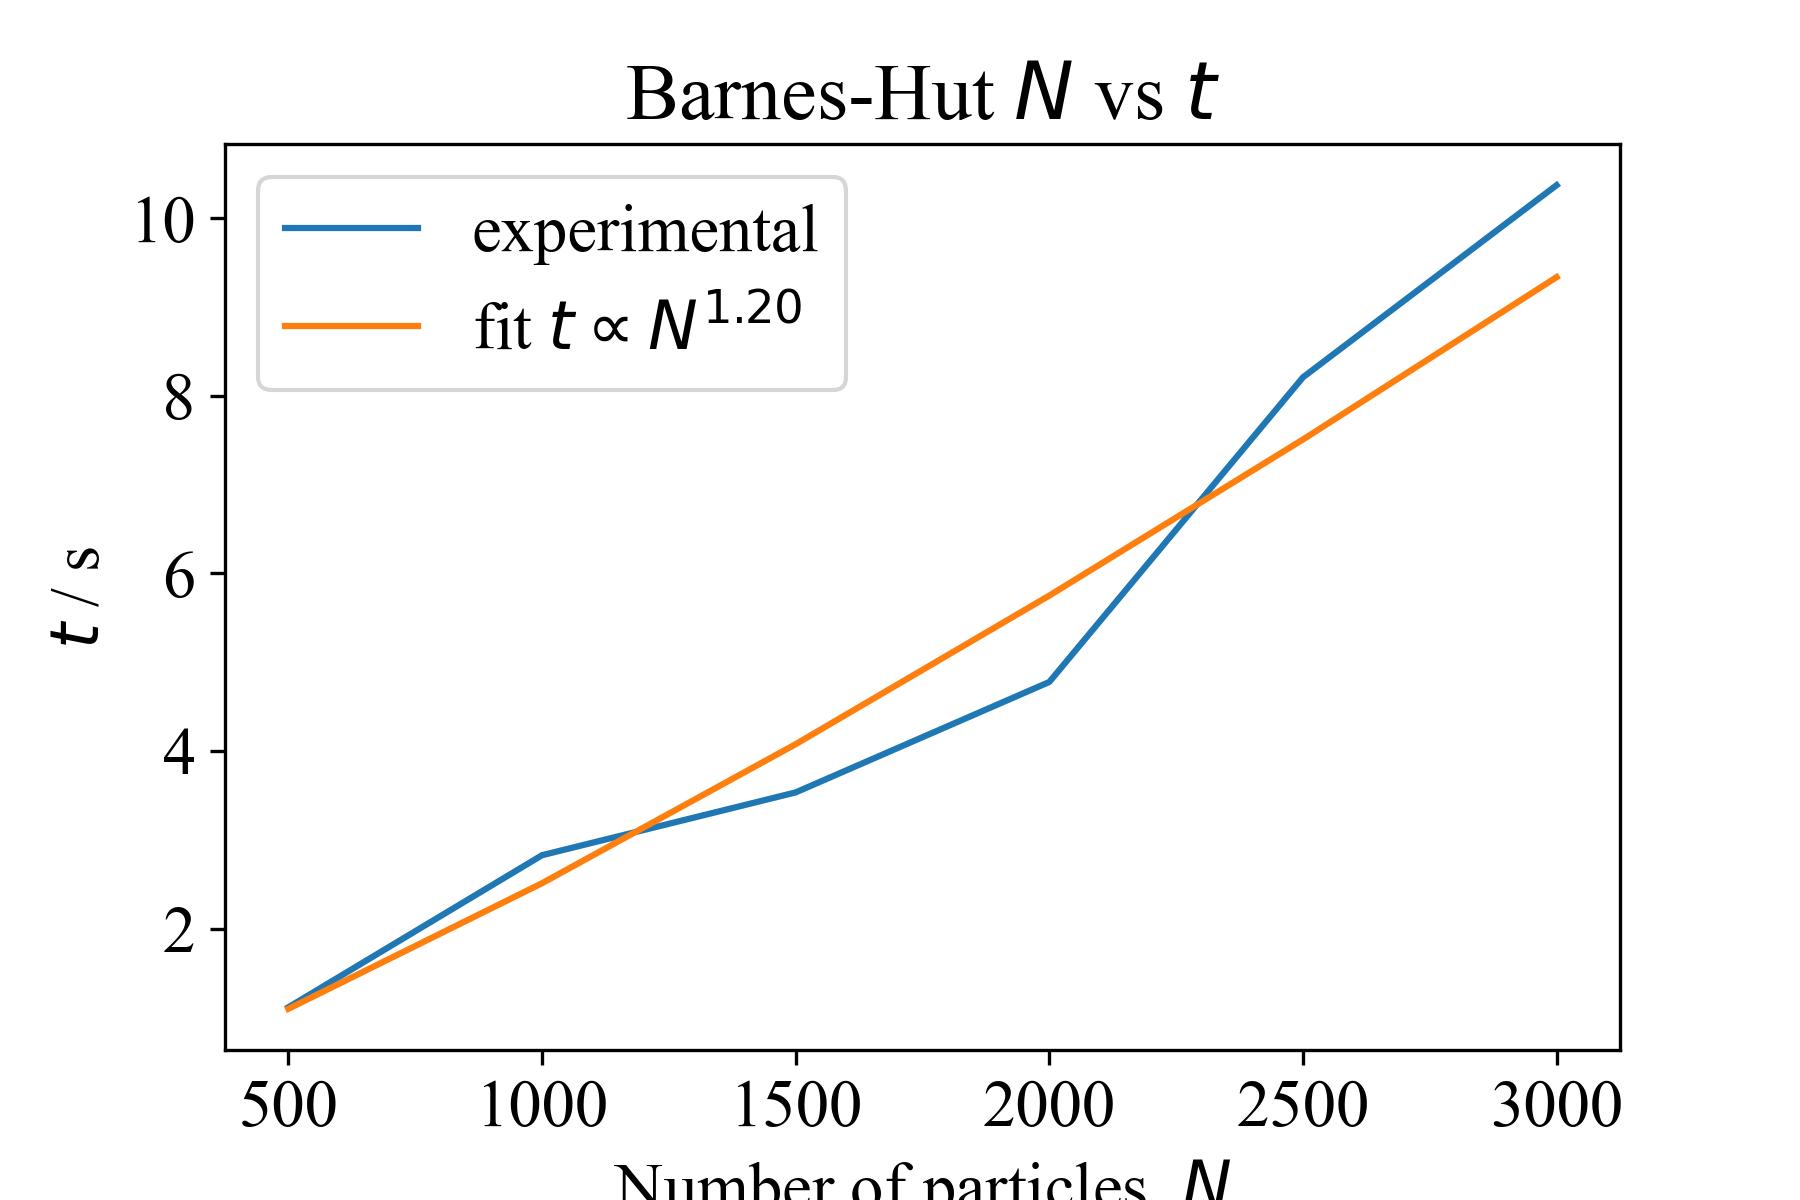 Barnes-Hut N vs t
experimental
fit t ∝ N^1.20
10
8
6
4
2
t / s
500 1000 1500 2000 2500 3000
Number of particles, N